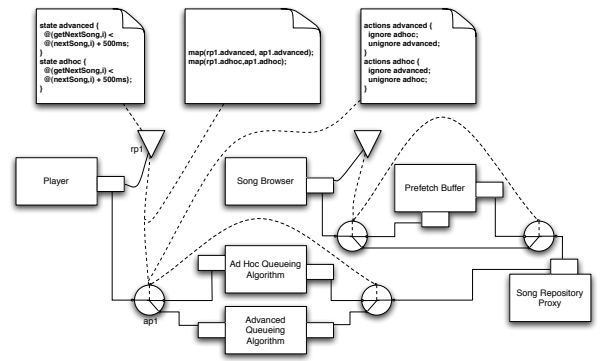 state advanced {
@(getNextSong,i) <
@(nextSong,i) + 500ms;
}
state adhoc {
@(getNextSong,i) <
@(nextSong,i) + 500ms};
}
map(rp1.advanced, ap1.advanced);
map(rp1.adhoc,ap1.adhoc);
actions advanced {
ignore adhoc;
unignore advanced;
}
actions adhoc {
ignore advanced;
unignore adhoc;
}
rp1
Player
Song Browser
Prefetch Buffer
Ad Hoc Queueing
Algorithm
Song Repository
Proxy
ap1
Advanced
Queueing
Algorithm